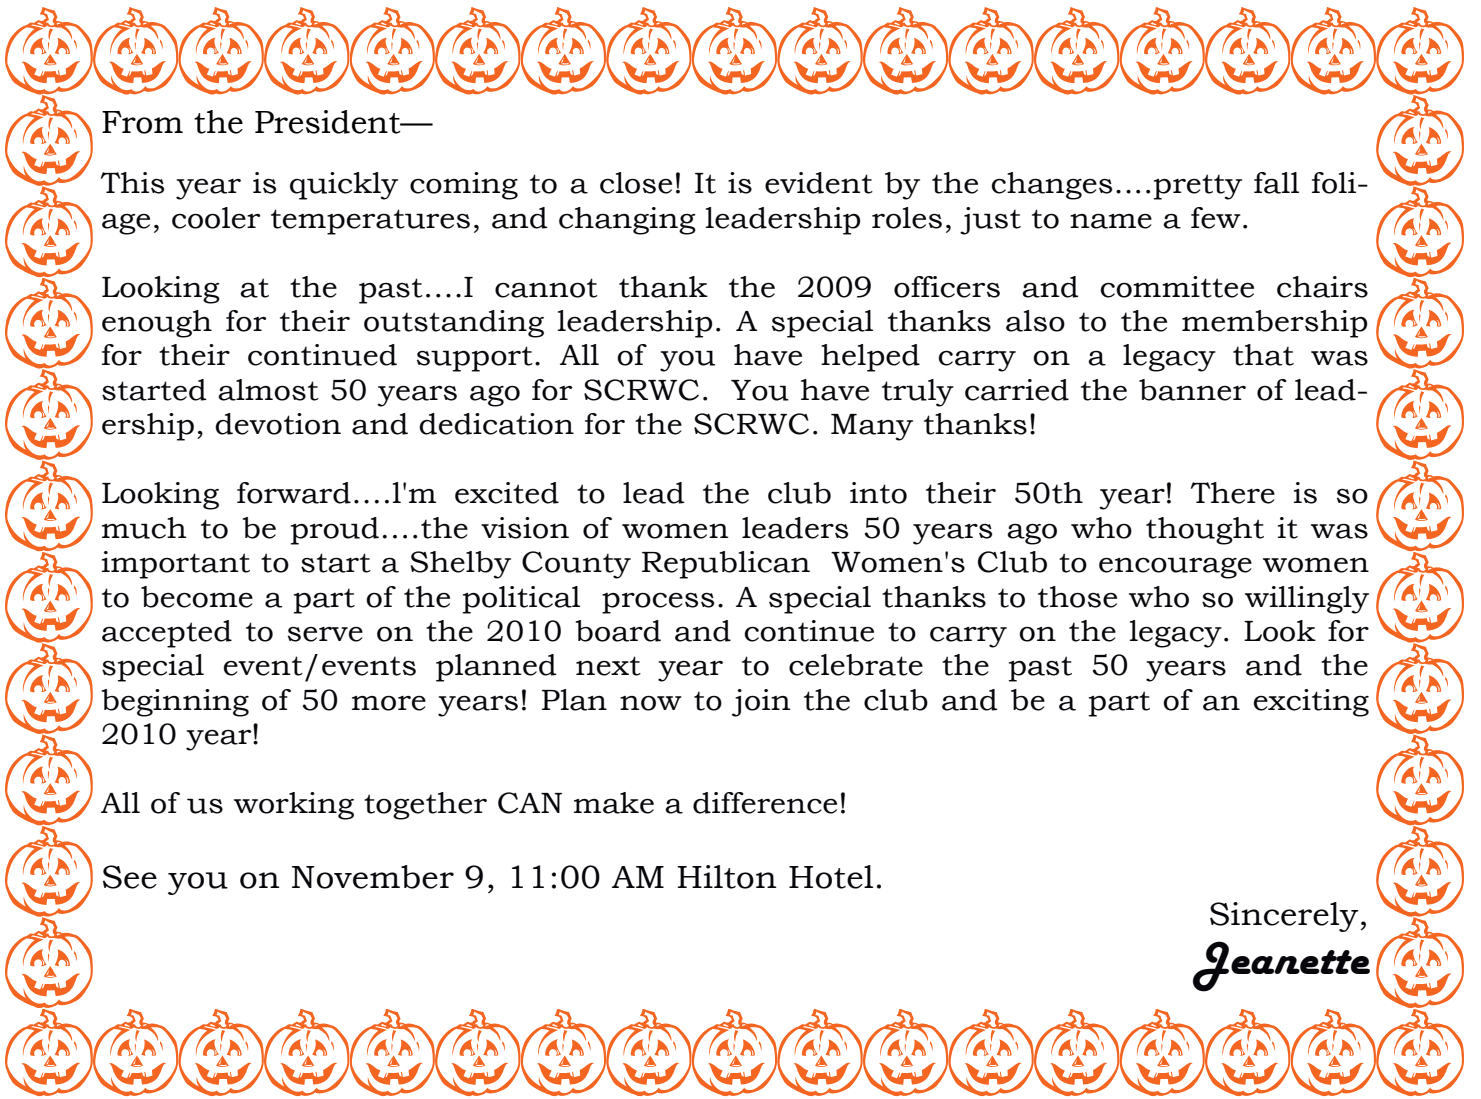 From the President—
This year is quickly coming to a close! It is evident by the changes....pretty fall foli-
age, cooler temperatures, and changing leadership roles, just to name a few.
Looking at the past....I cannot thank the 2009 officers and committee chairs
enough for their outstanding leadership. A special thanks also to the membership
for their continued support. All of you have helped carry on a legacy that was
started almost 50 years ago for SCRWC.  You have truly carried the banner of lead-
ership, devotion and dedication for the SCRWC. Many thanks!
Looking forward....l'm excited to lead the club into their 50th year! There is so
much to be proud....the vision of women leaders 50 years ago who thought it was
important to start a Shelby County Republican  Women's Club to encourage women
to become a part of the political  process. A special thanks to those who so willingly
accepted to serve on the 2010 board and continue to carry on the legacy. Look for
special event/events planned next year to celebrate the past 50 years and the
beginning of 50 more years! Plan now to join the club and be a part of an exciting
2010 year!
All of us working together CAN make a difference!
See you on November 9, 11:00 AM Hilton Hotel.
Sincerely,
Jeanette